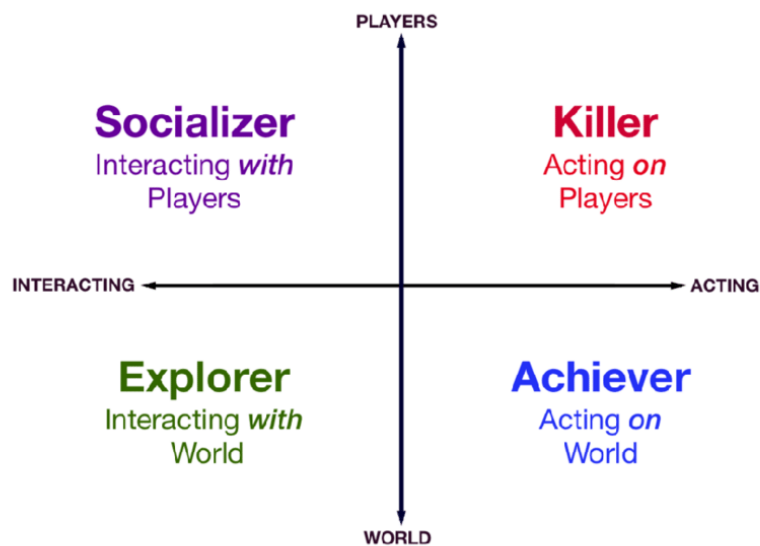 PLAYERS
Socializer
Interacting with
Players
Killer
Acting on
Players
INTERACTING
ACTING
Explorer
Interacting with
World
Achiever
Acting on
World
WORLD